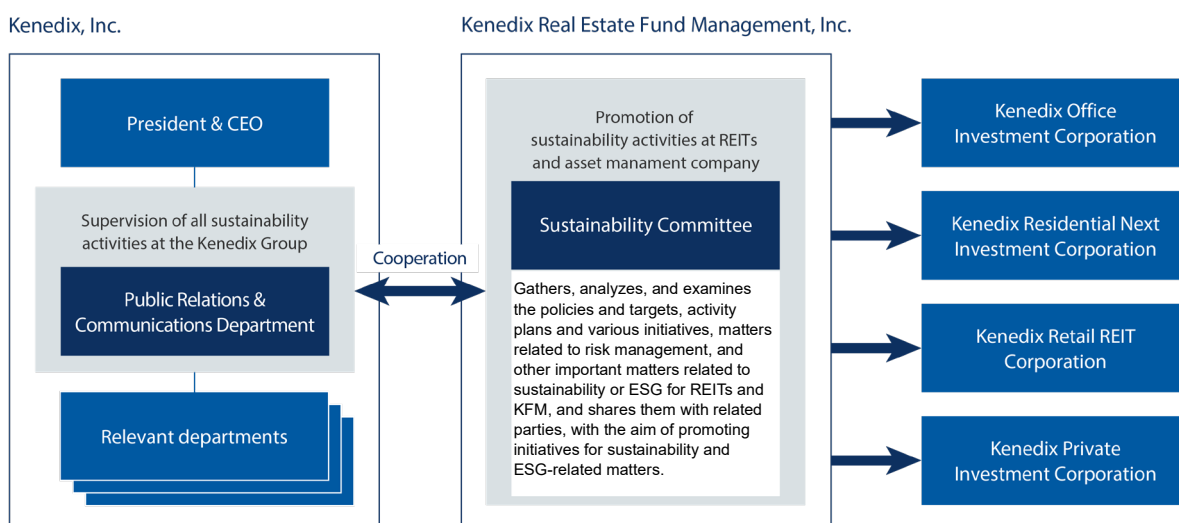 Kenedix, Inc.
President & CEO
Supervision of all sustainability
activities at the Kenedix Group
Public Relations &
Communications Department
Relevant departments
Cooperation
Kenedix Real Estate Fund Management, Inc.
Promotion of
sustainability activities at REITs
and asset manament company
Sustainability Committee
Gathers, analyzes, and examines
the policies and targets, activity
plans and various initiatives, matters
related to risk management, and
other important matters related to
sustainability or ESG for REITs and
KFM, and shares them with related
parties, with the aim of promoting
initiatives for sustainability and
ESG-related matters.
Kenedix Office
Investment Corporation
Kenedix Residential Next
Investment Corporation
Kenedix Retail REIT
Corporation
Kenedix Private
Investment Corporation